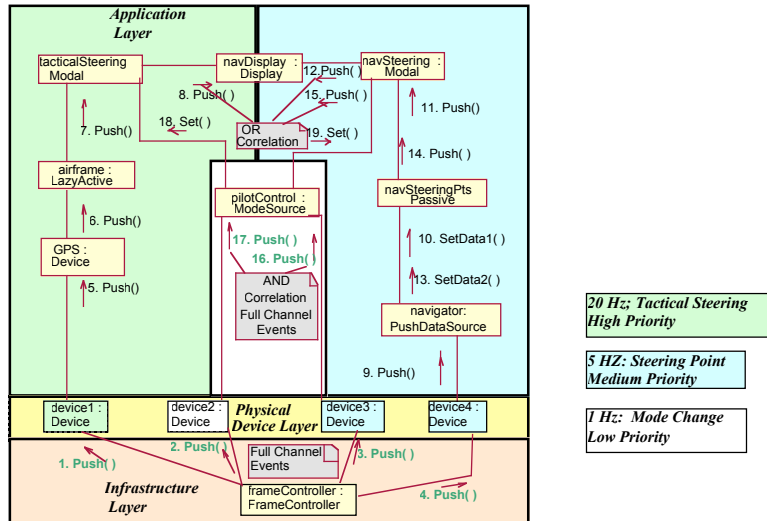 Application
Layer
tacticalSteering
Modal
navDisplay :
Display
navSteering :
Modal
12.Push( )
8. Push( )
15. Push( )
11. Push()
7. Push()
18. Set( )
OR
Correlation
19. Set( )
14. Push( )
airframe :
LazyActive
pilotControl :
ModeSource
navSteeringPts
Passive
6. Push()
17. Push( )
16. Push( )
10. SetData1( )
GPS :
Device
5. Push()
AND
Correlation
Full Channel
Events
13. SetData2( )
navigator:
PushDataSource
9. Push()
20 Hz; Tactical Steering
High Priority
5 HZ: Steering Point
Medium Priority
1 Hz: Mode Change
Low Priority
device1 :
Device
device2 :
Device
Physical
Device Layer
device3 :
Device
device4 :
Device
1. Push( )
2. Push( )
Full Channel
Events
3. Push( )
4. Push( )
Infrastructure
Layer
frameController :
FrameController